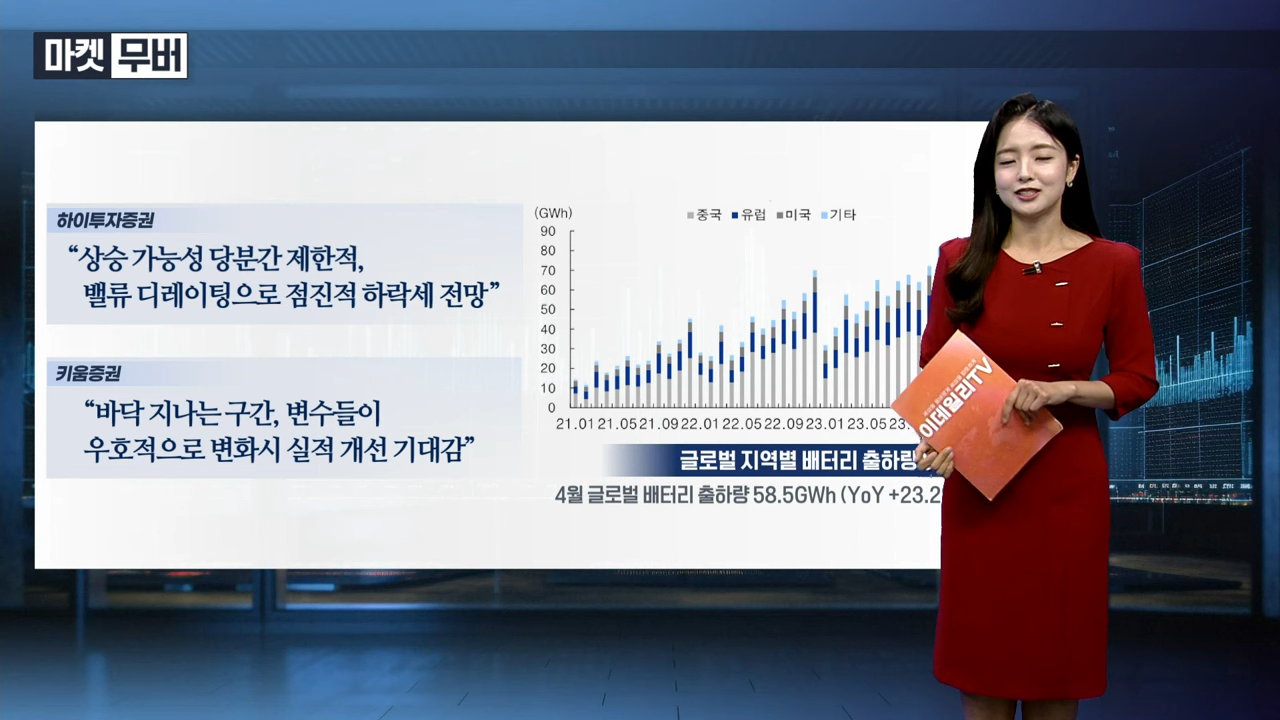 마켓무버
하이투자증권
“상승 가능성 당분간 제한적,
밸류 디레이팅으로 점진적 하락세 전망”
키움증권
“바닥 지나는 구간, 변수들이
우호적으로 변화시 실적 개선 기대감”
(GWh)
중국 유럽 미국 기타
90
80
70
60
50
40
30
20
10
0
21.01 21.05 21.09 22.01 22.05 22.09 23.01 23.05 23.
글로벌 지역별 배터리 출하량
4월 글로벌 배터리 출하량 58.5GWh (YoY +23.2
이데일리TV